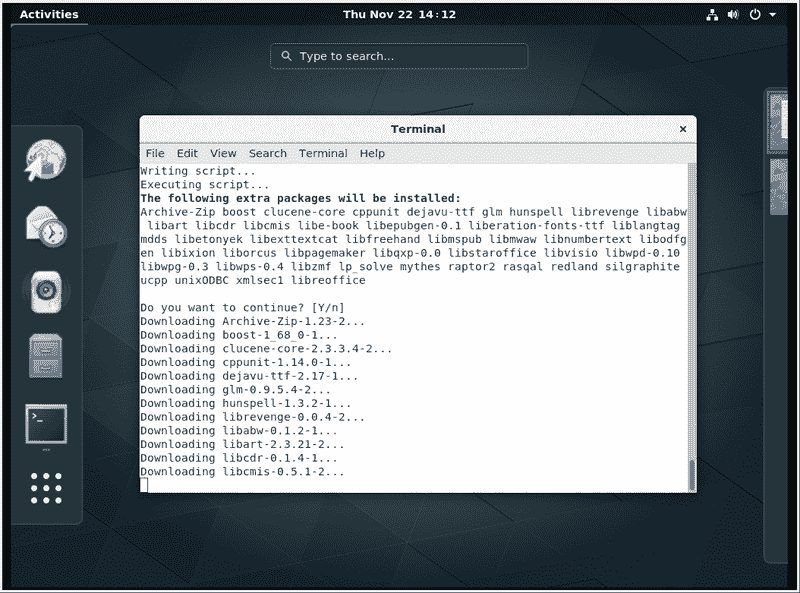 Activities
Thu Nov 22 14:12
Type to search...
Terminal
×
File Edit View Search Terminal Help
Writing script...
Executing script...
The following extra packages will be installed:
Archive-Zip boost clucene-core cppunit dejavu-ttf glm hunspell librevenge libabw
libart libcdr libcmis libe-book libepubgen-0.1 liberation-fonts-ttf liblangtag
mdds libetonyek libexttextcat libfreehand libmspub libmwaw libnumbertext libodfg
en libixion liborcus libpagemaker libqxp-0.0 libstaroffice libvisio libwpd-0.10
libwpg-0.3 libwps-0.4 libzmf lp_solve mythes raptor2 rasqal redland silgraphite
ucpp unixODBC xmlsec1 libreoffice
Do you want to continue? [Y/n]
Downloading Archive-Zip-1.23-2...
Downloading boost-1_68_0-1...
Downloading clucene-core-2.3.3.4-2...
Downloading cppunit-1.14.0-1...
Downloading dejavu-ttf-2.17-1...
Downloading glm-0.9.5.4-2...
Downloading hunspell-1.3.2-1...
Downloading librevenge-0.0.4-2...
Downloading libabw-0.1.2-1...
Downloading libart-2.3.21-2...
Downloading libcdr-0.1.4-1...
Downloading libcmis-0.5.1-2...